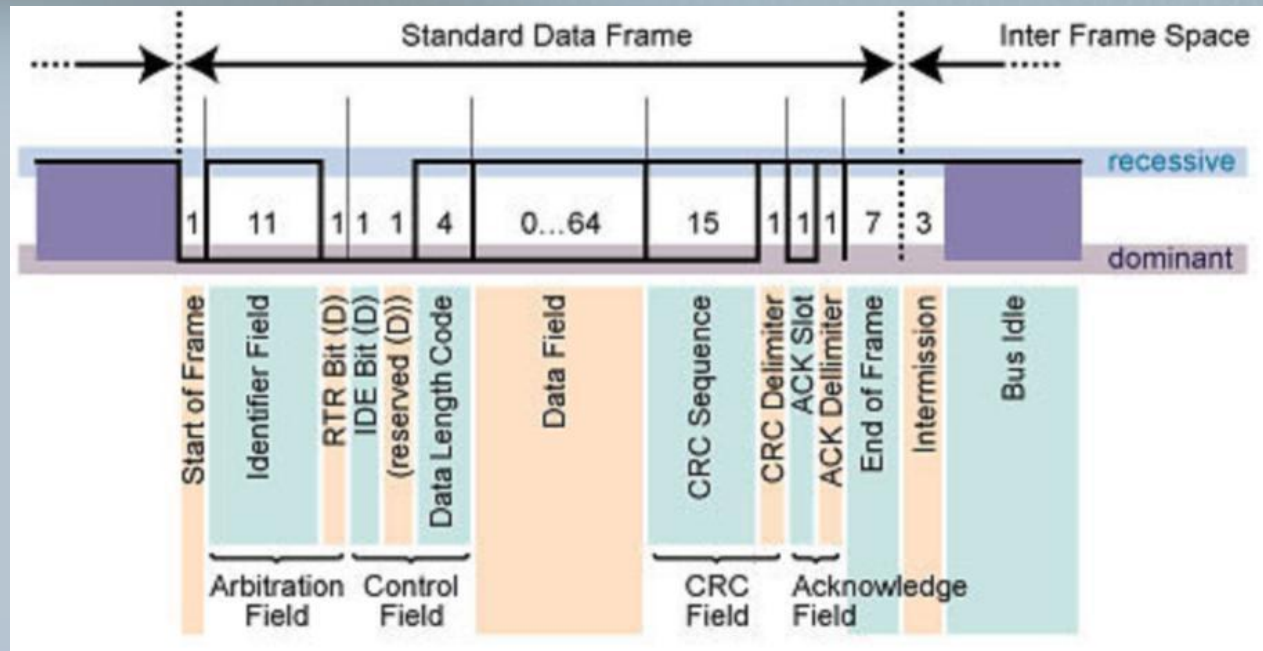 Standard Data Frame
Inter Frame Space
recessive
1 11 1 1 1 4 0...64 15 1 1 1 7 3
dominant
Start of Frame
Identifier Field
RTR Bit (D)
IDE Bit (D)
(reserved (D))
Data Length Code
Data Field
CRC Sequence
CRC Delimiter
ACK Slot
ACK Dellimiter
End of Frame
Intermission
Bus Idle
Arbitration
Field
Control
Field
CRC
Field
Acknowledge
Field